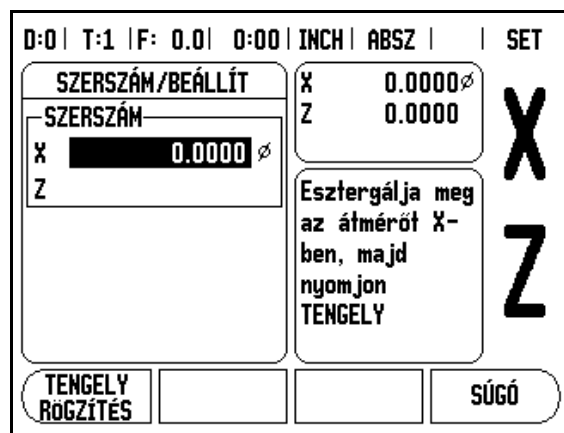 D:0 | T:1 | F: 0.0 | 0:00 | INCH | ABSZ | | SET
SZERSZÁM/BEÁLLÍT
SZERSZÁM
X 0.0000 ⌀
Z
X 0.0000⌀
Z 0.0000
Esztergálja meg
az átmérőt X-
ben, majd
nyomjon
TENGELY
X
Z
TENGELY
RÖGZÍTÉS
SÚGÓ